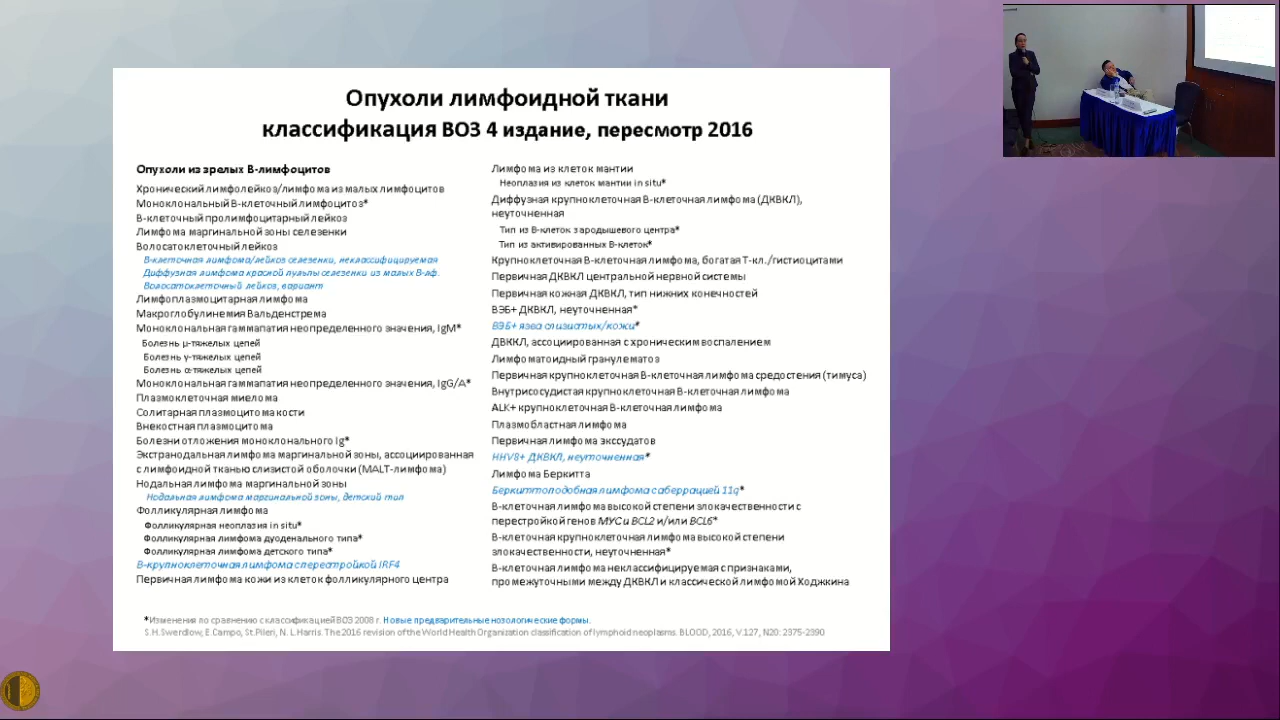 Опухоли лимфоидной ткани
классификация ВОЗ 4 издание, пересмотр 2016
Опухоли из зрелых В-лимфоцитов
Хронический лимфолейкоз/лимфома из малых лимфоцитов
Моноклональный В-клеточный лимфоцитоз*
В-клеточный пролимфоцитарный лейкоз
Лимфома маргинальной зоны селезенки
Волосатоклеточный лейкоз
В-клеточная лимфома/лейкоз селезенки, неклассифицируемая
Диффузная лимфома красной пульпы селезенки из малых В-лф.
Волосатоклеточный лейкоз, вариант
Лимфоплазмоцитарная лимфома
Макроглобулинемия Вальденстрема
Моноклональная гаммапатия неопределенного значения, IgM*
Болезнь μ-тяжелых цепей
Болезнь γ-тяжелых цепей
Болезнь α-тяжелых цепей
Моноклональная гаммапатия неопределенного значения, IgG/A*
Плазмоклеточная миелома
Солитарная плазмоцитома кости
Внекостная плазмоцитома
Болезни отложения моноклонального Ig*
Экстранодальная лимфома маргинальной зоны, ассоциированная
с лимфоидной тканью слизистой оболочки (MALT-лимфома)
Нодальная лимфома маргинальной зоны
Нодальная лимфома маргинальной зоны, детский тип
Фолликулярная лимфома
Фолликулярная неоплазия in situ*
Фолликулярная лимфома дуоденального типа*
Фолликулярная лимфома детского типа*
В-крупноклеточная лимфома с перестройкой IRF4
Первичная лимфома кожи из клеток фолликулярного центра
Лимфома из клеток мантии
Неоплазия из клеток мантии in situ*
Диффузная крупноклеточная В-клеточная лимфома (ДКВКЛ),
неуточненная
Тип из В-клеток зародышевого центра*
Тип из активированных В-клеток*
Крупноклеточная В-клеточная лимфома, богатая Т-кл./гистиоцитами
Первичная ДКВКЛ центральной нервной системы
Первичная кожная ДКВКЛ, тип нижних конечностей
ВЭБ+ ДКВКЛ, неуточненная*
ВЭБ+ язва слизистых/кожи*
ДВККЛ, ассоциированная с хроническим воспалением
Лимфоматоидный гранулематоз
Первичная крупноклеточная В-клеточная лимфома средостения (тимуса)
Внутрисосудистая крупноклеточная В-клеточная лимфома
ALK+ крупноклеточная В-клеточная лимфома
Плазмобластная лимфома
Первичная лимфома экссудатов
HHV8+ ДКВКЛ, неуточненная*
Лимфома Беркитта
Беркиттоподобная лимфома с аберрацией 11q*
В-клеточная лимфома высокой степени злокачественности с
перестройкой генов MYC и BCL2 и/или BCL6*
В-клеточная крупноклеточная лимфома высокой степени
злокачественности, неуточненная*
В-клеточная лимфома неклассифицируемая с признаками,
промежуточными между ДКВКЛ и классической лимфомой Ходжкина
*Изменения по сравнению с классификацией ВОЗ 2008 г. Новые предварительные нозологические формы.
S.H.Swerdlow, E.Campo, St.Pileri, N.L.Harris. The 2016 revision of the World Health Organization classification of lymphoid neoplasms. BLOOD, 2016, V.127, N20: 2375-2390